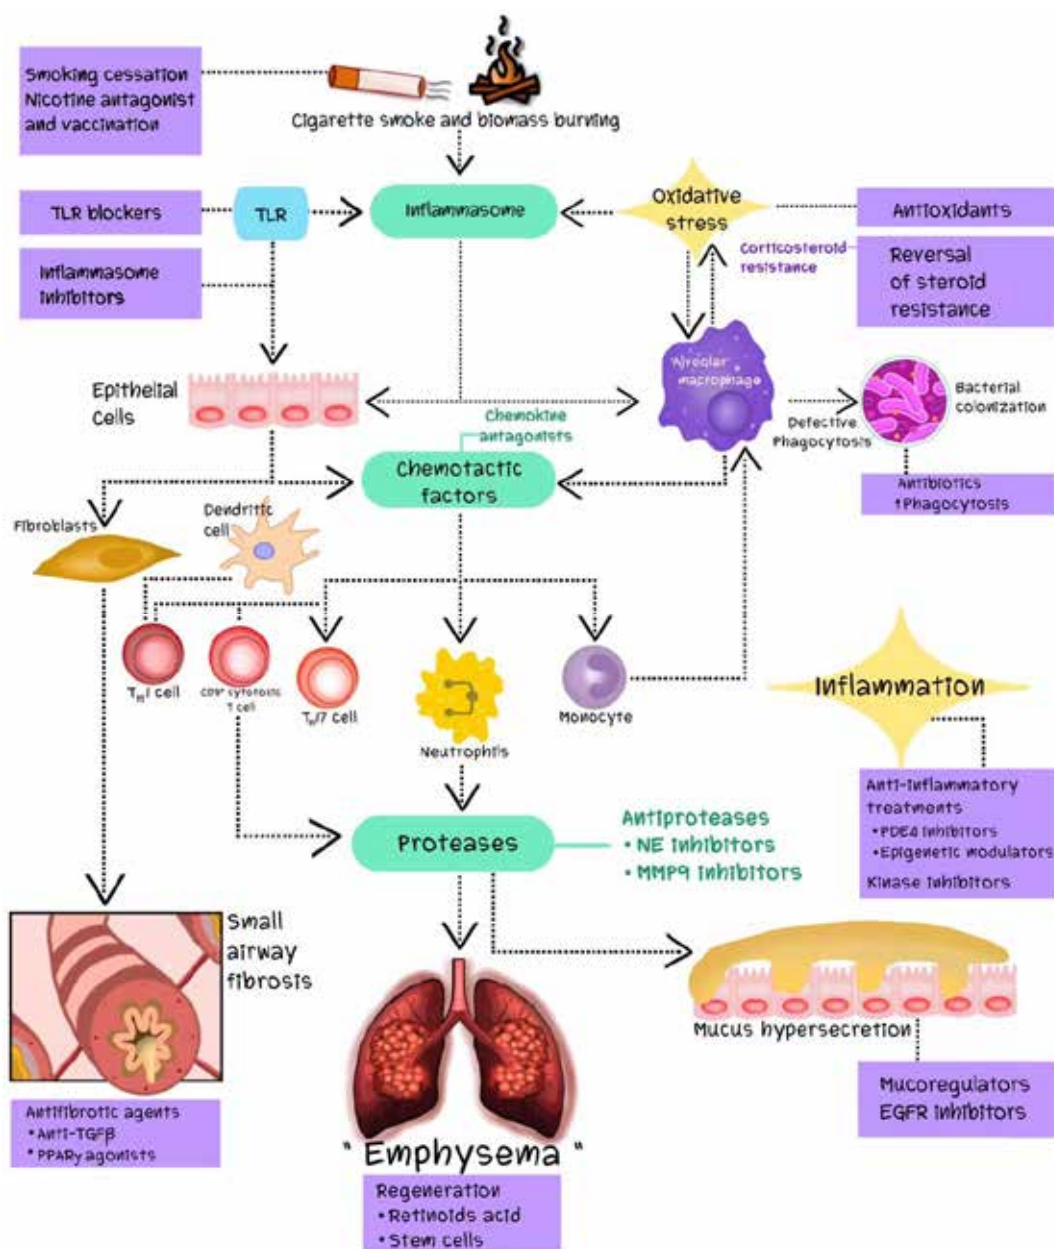 Smoking cessation
Nicotine antagonist
and vaccination
Cigarette smoke and biomass burning
TLR blockers
TLR
Inflammasome
Oxidative
stress
Antioxidants
Inflammasome
inhibitors
Corticosteroid
resistance
Reversal
of steroid
resistance
Epithelial
Cells
Alveolar
macrophage
Defective
Phagocytosis
Bacterial
colonization
Chemokine
antagonists
Chemotactic
factors
Antibiotics
↑Phagocytosis
Fibroblasts
Dendritic
cell
TH1 cell
CD8+ cytotoxic
T cell
TH17 cell
Neutrophils
Monocyte
Inflammation
Anti-inflammatory
treatments
•PDE4 inhibitors
•Epigenetic modulators
Kinase inhibitors
Proteases
Antiproteases
• NE inhibitors
• MMP9 inhibitors
Small
airway
fibrosis
Mucus hypersecretion
Mucoregulators
EGFR inhibitors
Antifibrotic agents
•Anti-TGFβ
•PPARγ agonists
" Emphysema "
Regeneration
• Retinoids acid
• Stem cells